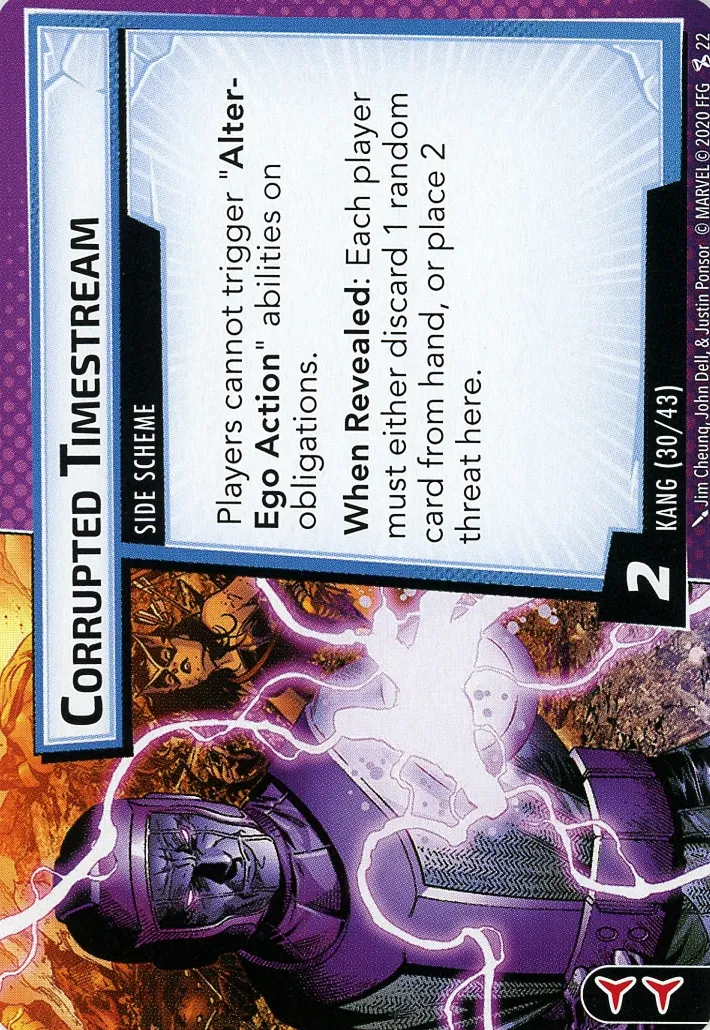 CORRUPTED TIMESTREAM
SIDE SCHEME
Players cannot trigger "Alter-
Ego Action" abilities on
obligations.
When Revealed: Each player
must either discard 1 random
card from hand, or place 2
threat here.
2
KANG (30/43)
Jim Cheung, John Dell, & Justin Ponsor © MARVEL © 2020 FFG 22